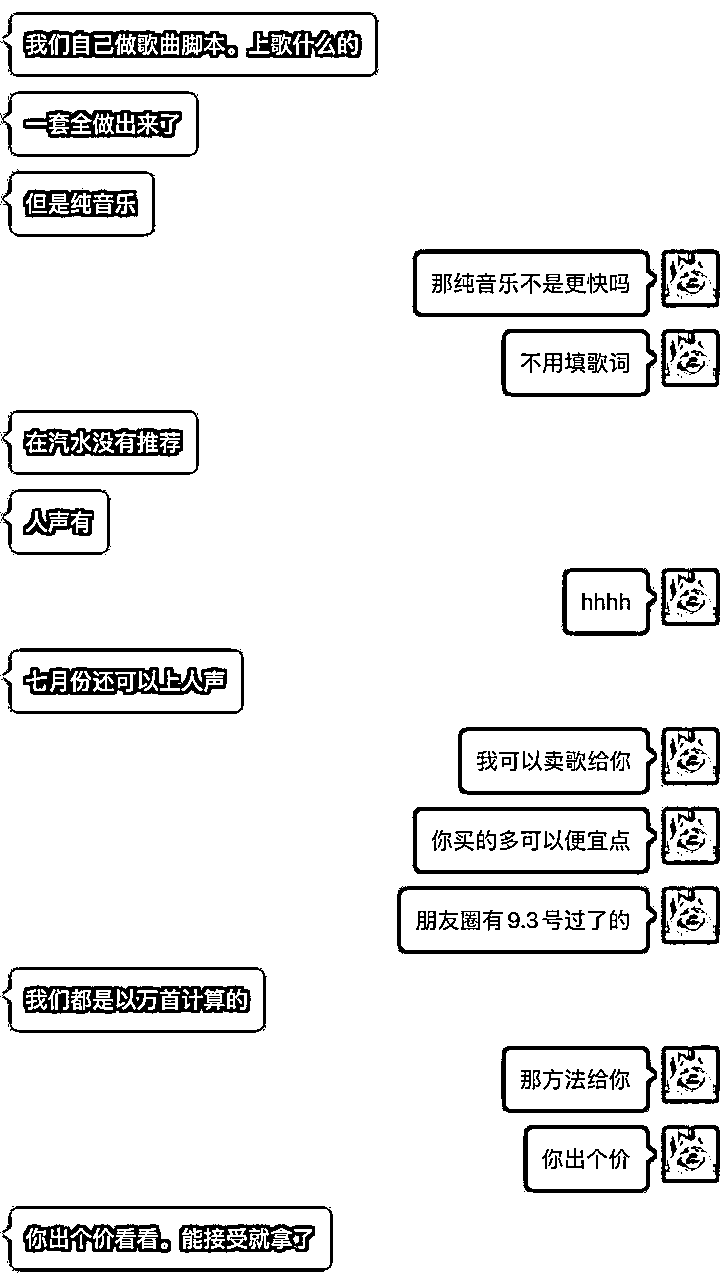 我们自己做歌曲脚本。上歌什么的
一套全做出来了
但是纯音乐
那纯音乐不是更快吗
不用填歌词
在汽水没有推荐
人声有
hhhh
七月份还可以上人声
我可以卖歌给你
你买的多可以便宜点
朋友圈有9.3号过了的
我们都是以万首计算的
那方法给你
你出个价
你出个价看看。能接受就拿了